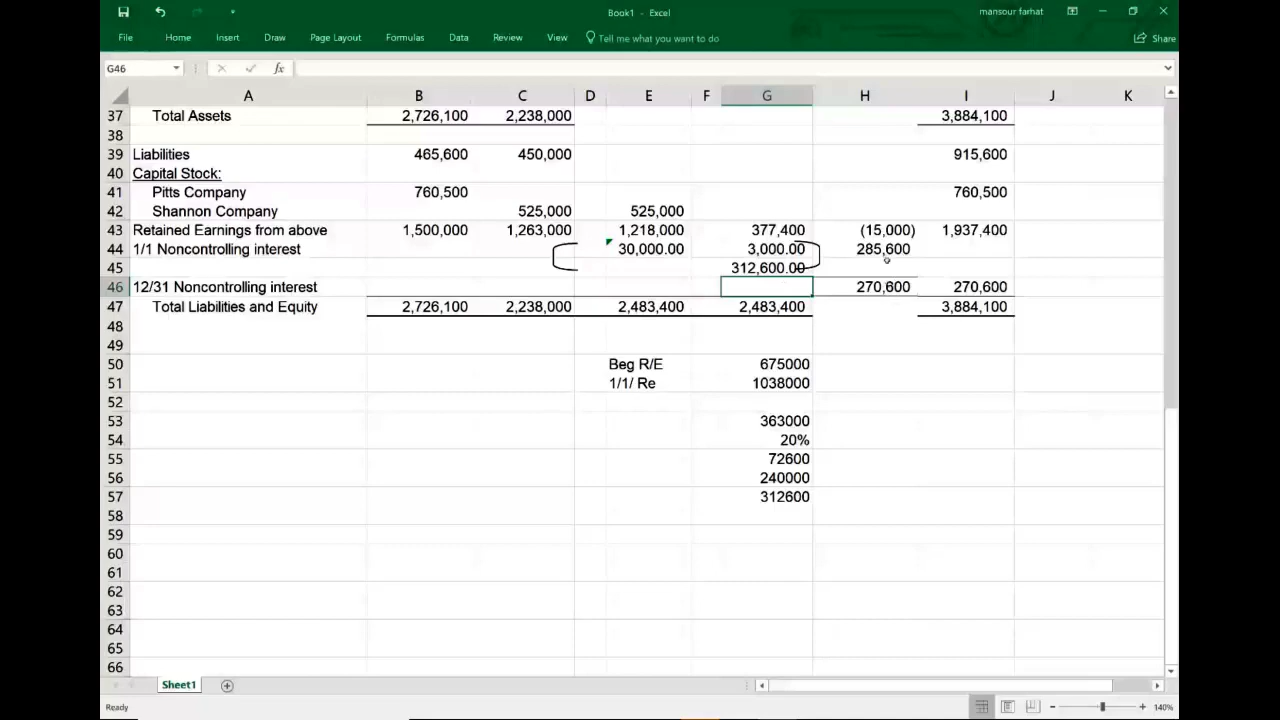 Book1 - Excel
mansour farhat
File Home Insert Draw Page Layout Formulas Data Review View Tell me what you want to do Share
G46 fx
A B C D E F G H I J K
37 Total Assets 2,726,100 2,238,000 3,884,100
38
39 Liabilities 465,600 450,000 915,600
40 Capital Stock:
41 Pitts Company 760,500 760,500
42 Shannon Company 525,000 525,000
43 Retained Earnings from above 1,500,000 1,263,000 1,218,000 377,400 (15,000) 1,937,400
44 1/1 Noncontrolling interest 30,000.00 3,000.00 285,600
45 312,600.00
46 12/31 Noncontrolling interest 270,600 270,600
47 Total Liabilities and Equity 2,726,100 2,238,000 2,483,400 2,483,400 3,884,100
48
49
50 Beg R/E 675000
51 1/1/ Re 1038000
52
53 363000
54 20%
55 72600
56 240000
57 312600
58
59
60
61
62
63
64
65
66
Sheet1
Ready 140%